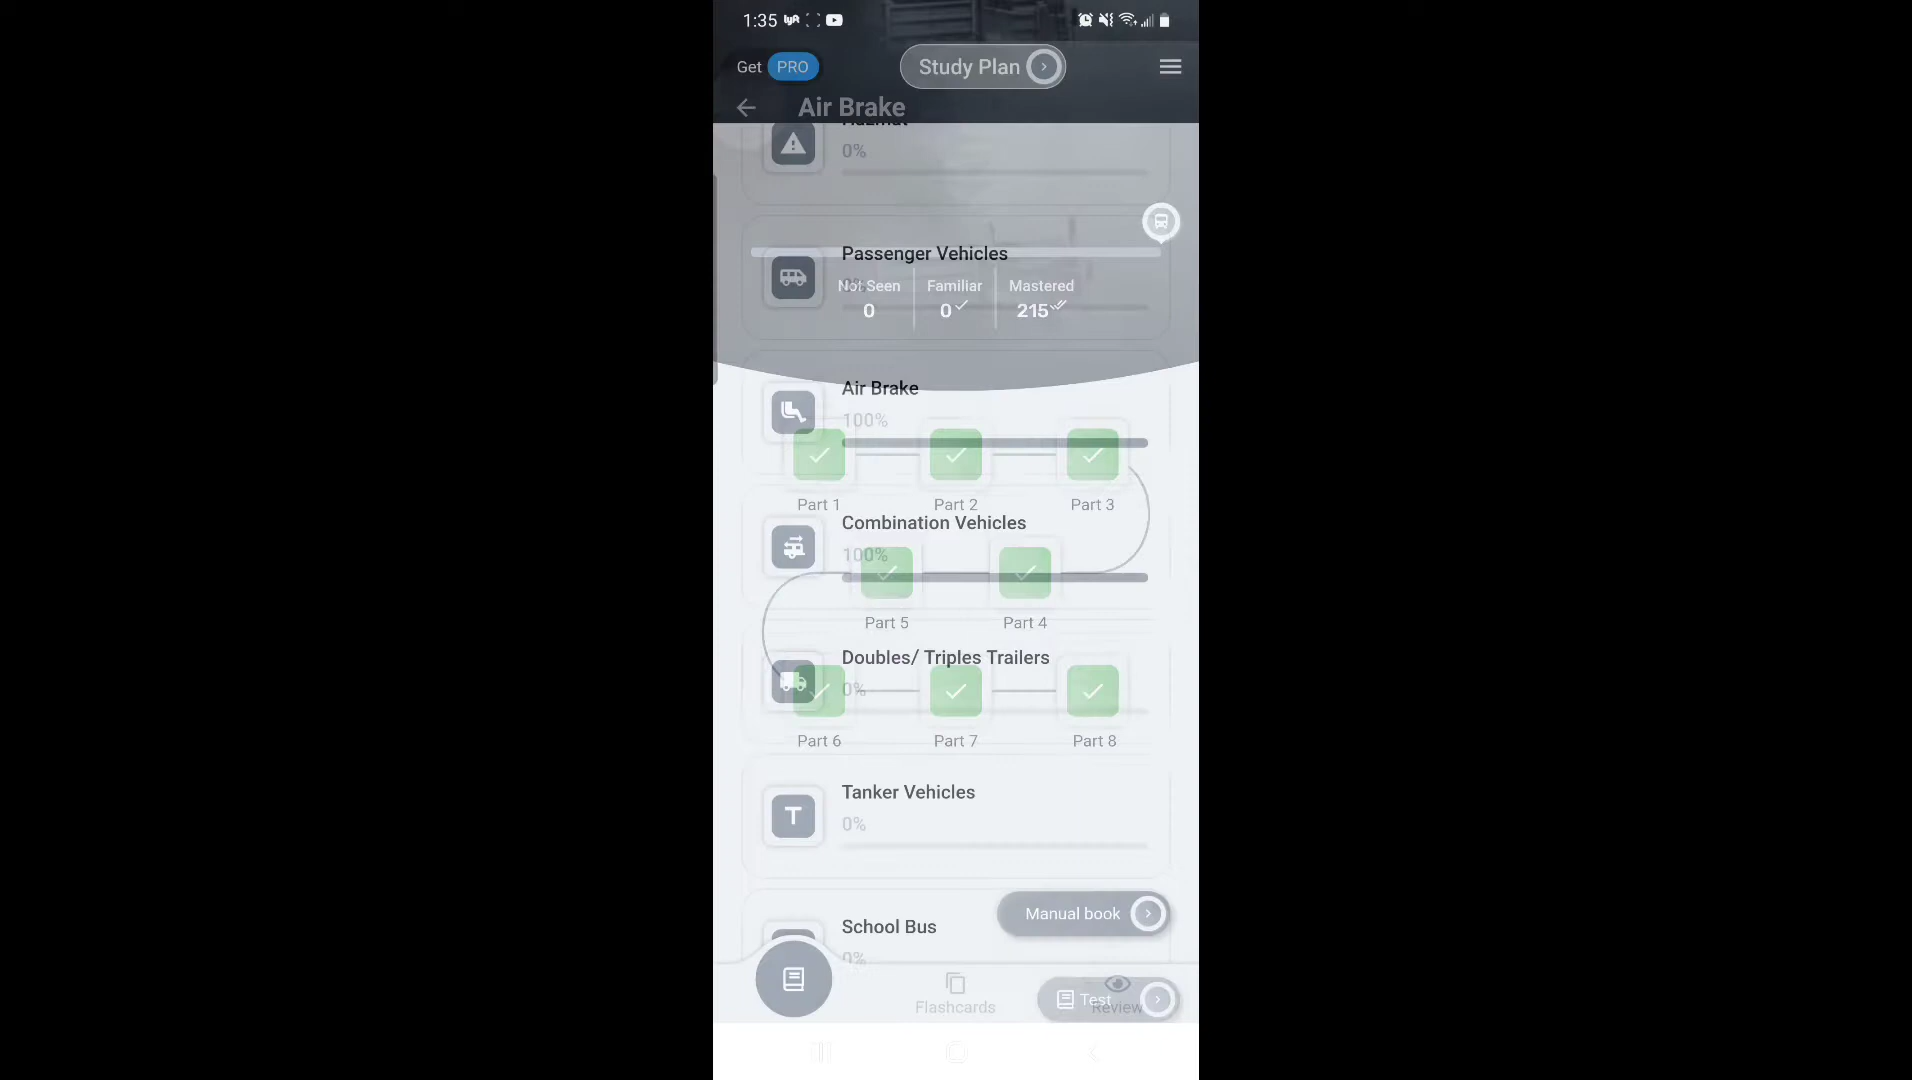 1:35
Get PRO
Study Plan
Air Brake
Hazmat
0%
Passenger Vehicles
0%
Not Seen Familiar Mastered
0 0 215
Air Brake
100%
Part 1 Part 2 Part 3
Combination Vehicles
100%
Part 5 Part 4
Doubles/ Triples Trailers
0%
Part 6 Part 7 Part 8
Tanker Vehicles
0%
T
Manual book
School Bus
0%
Test
Flashcards Review